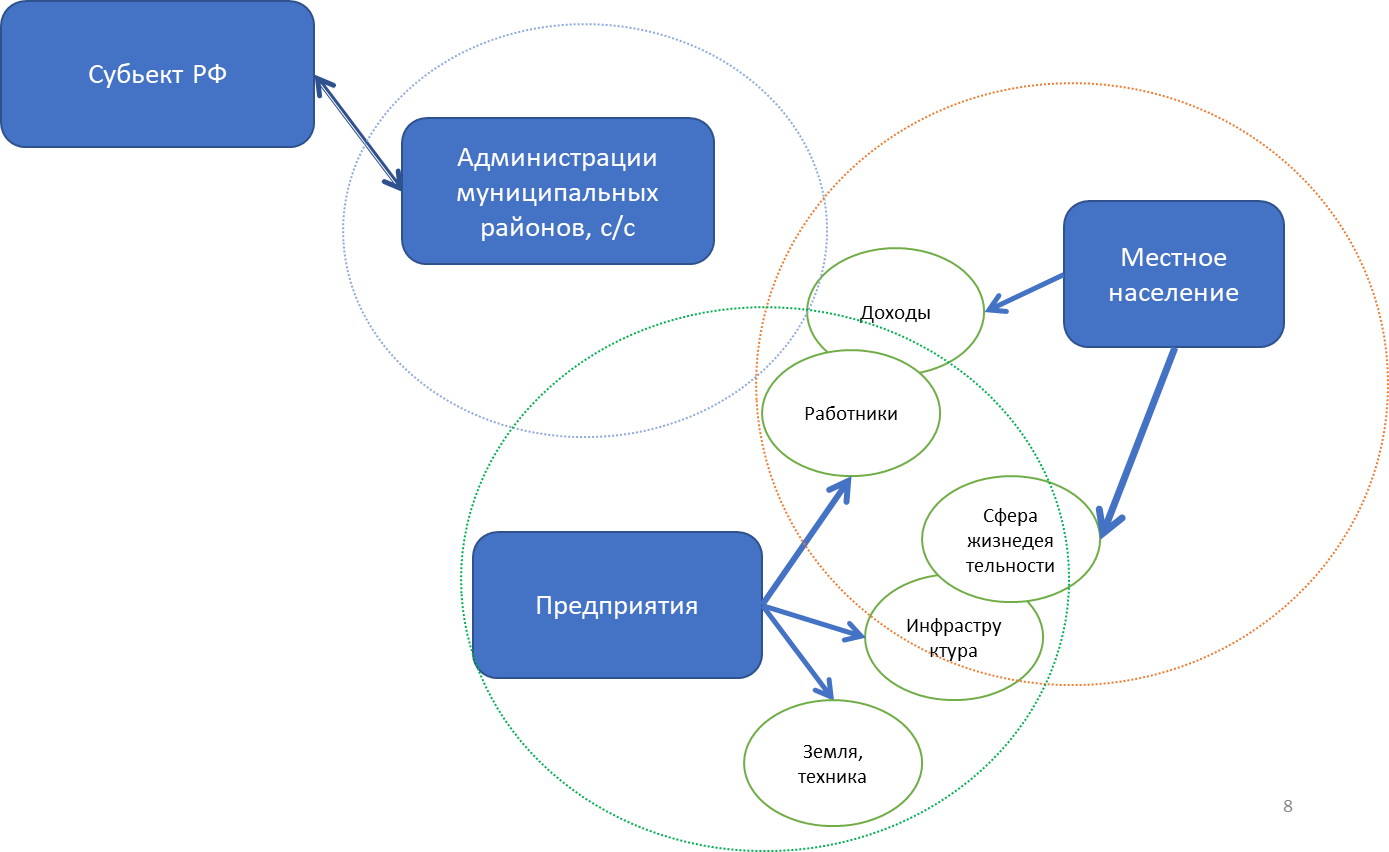 Субьект РФ
Администрации
муниципальных
районов, с/с
Местное
население
Доходы
Работники
Сфера
жизнедея
тельности
Предприятия
Инфрастру
ктура
Земля,
техника
8